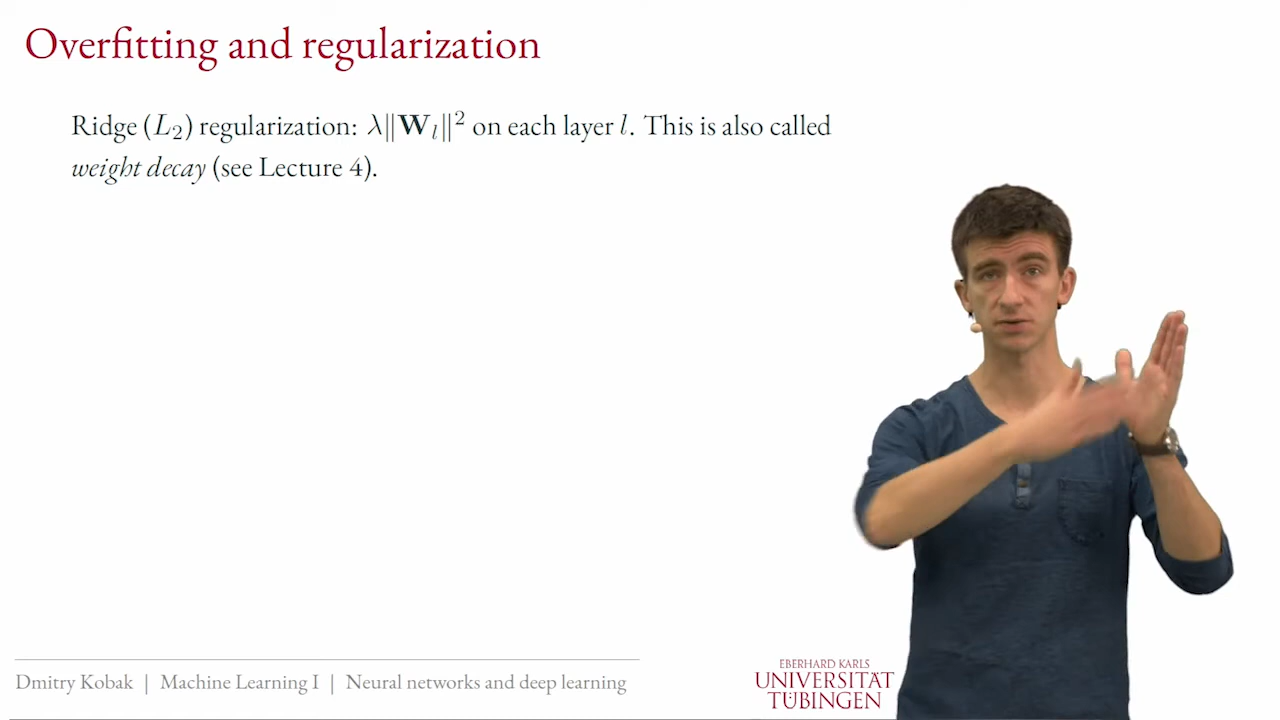 Overfitting and regularization
Ridge (L₂) regularization: λ‖W_l‖² on each layer l. This is also called
weight decay (see Lecture 4).
Dmitry Kobak | Machine Learning I | Neural networks and deep learning
EBERHARD KARLS
UNIVERSITÄT
TÜBINGEN